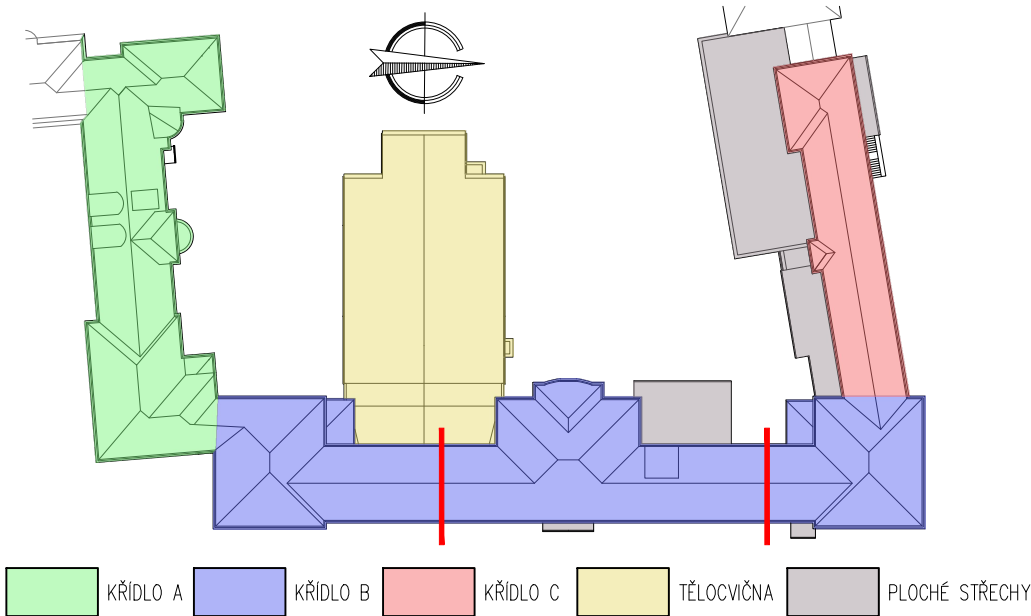 KŘÍDLO A
KŘÍDLO B
KŘÍDLO C
TĚLOCVIČNA
PLOCHÉ STŘECHY